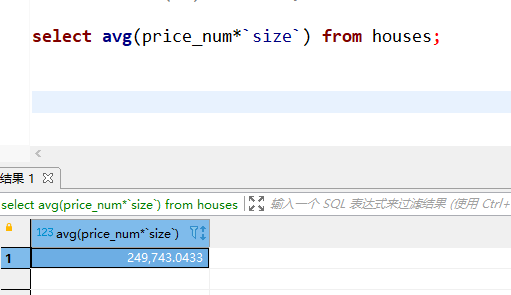 select avg(price_num*`size`) from houses;
结果 1
select avg(price_num*`size`) from houses
输入一个 SQL 表达式来过滤结果 (使用 Ctrl+
123 avg(price_num*`size`)
1
249,743.0433